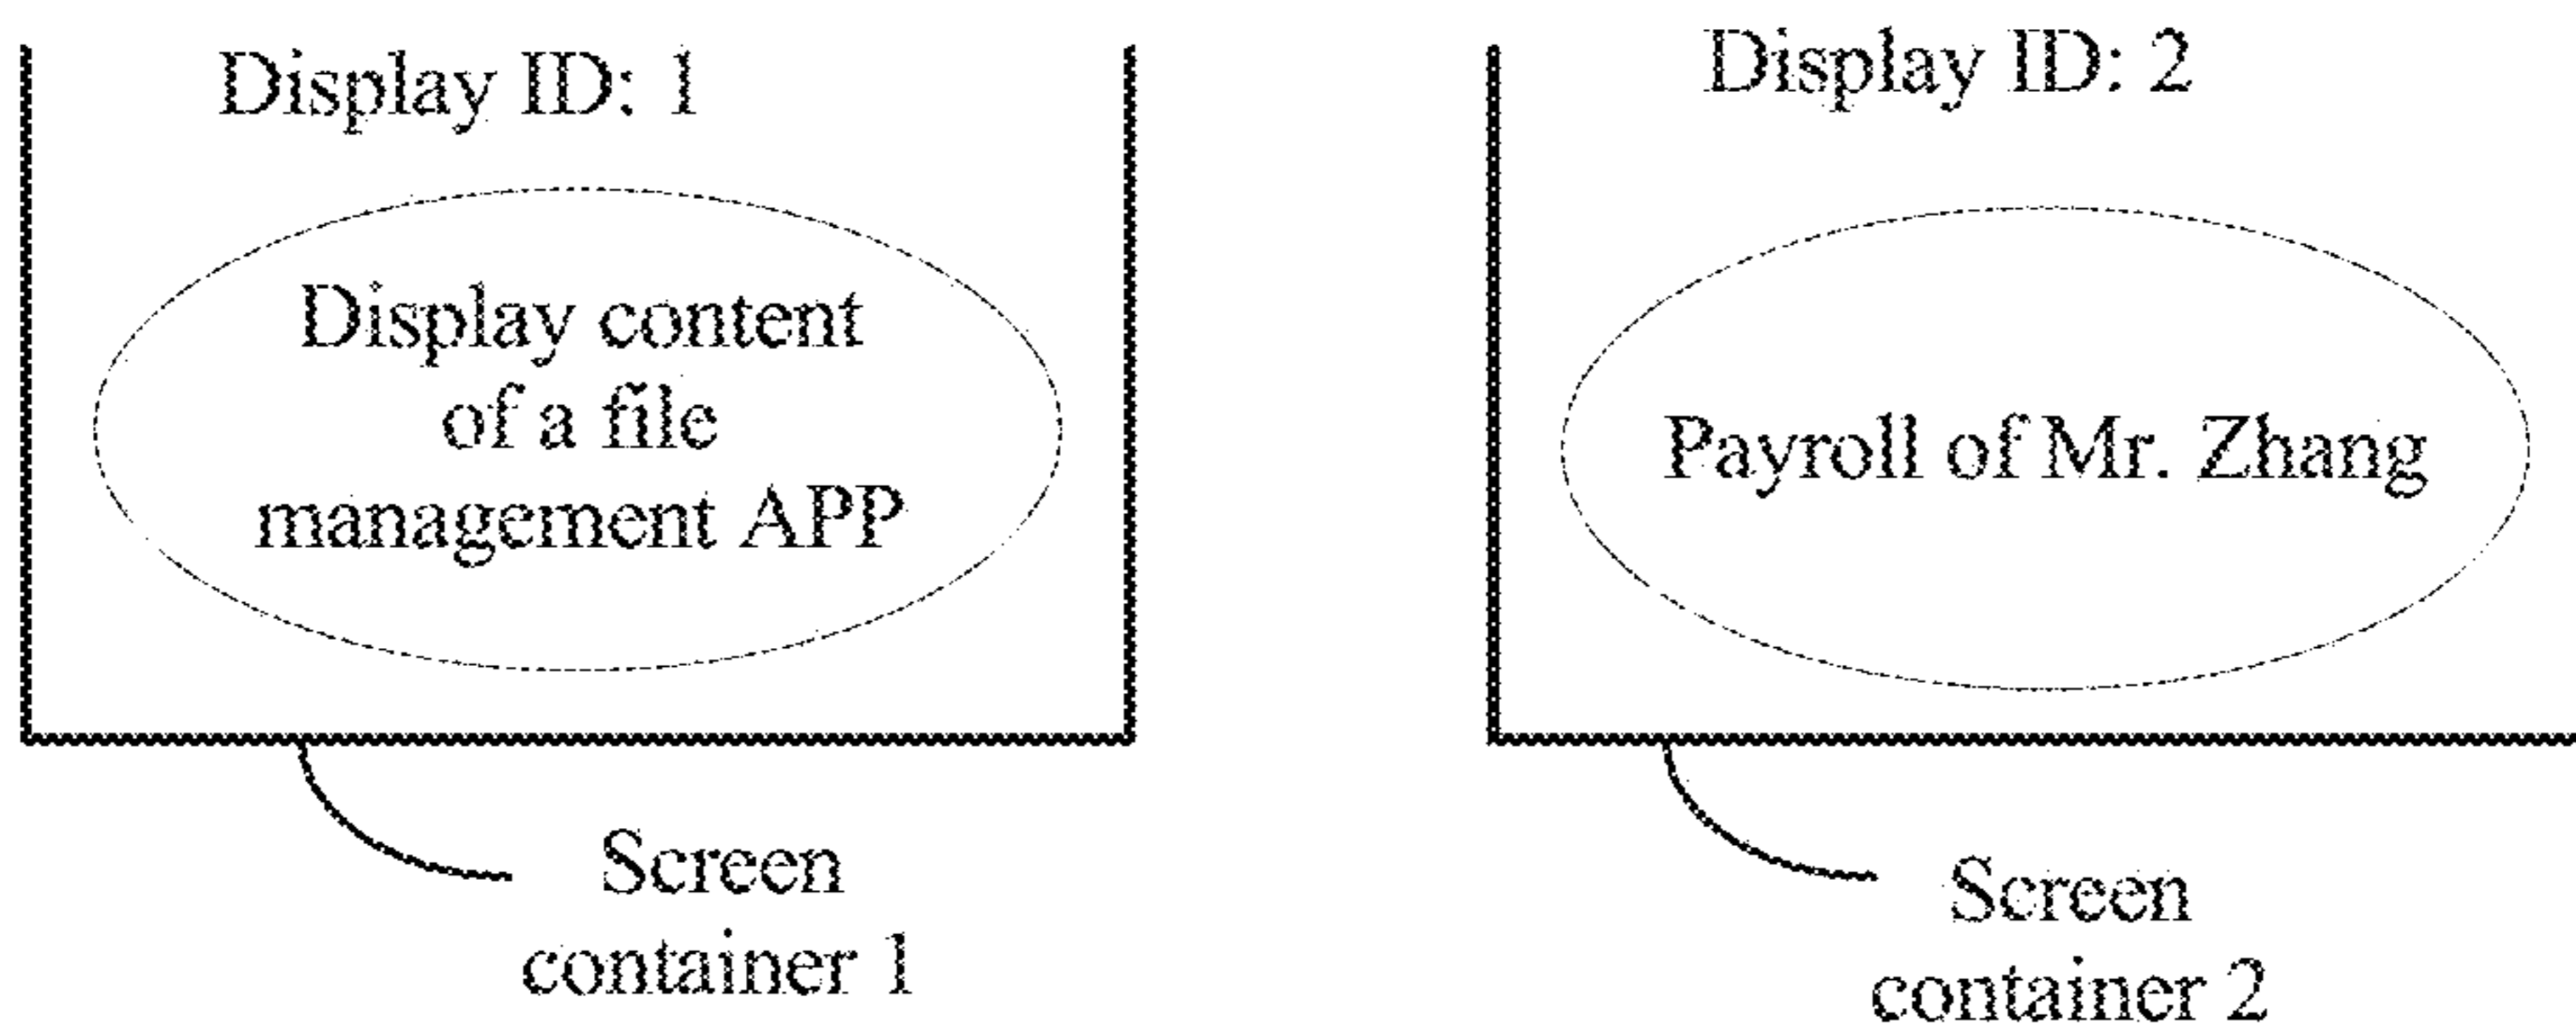 Display ID: 1
Display content
of a file
management APP
Screen
container 1
Display ID: 2
Payroll of Mr. Zhang
Screen
container 2